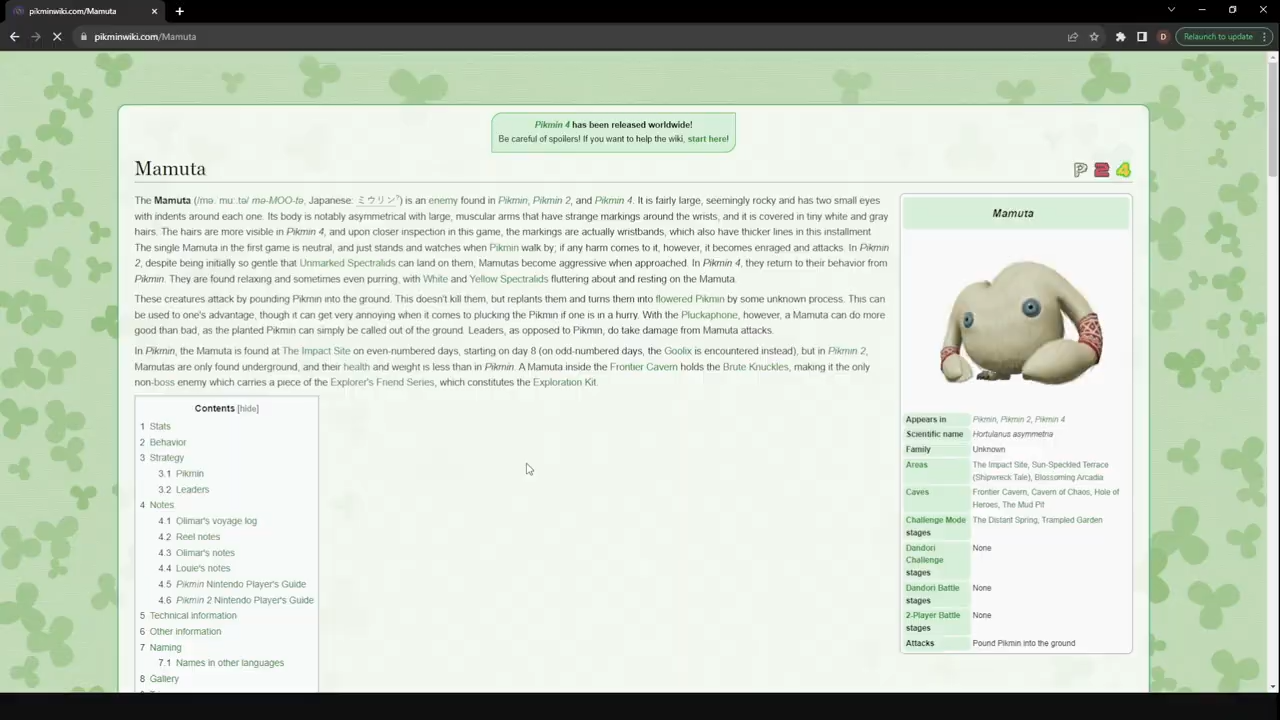 pikminwiki.com/Mamuta
pikminwiki.com/Mamuta
D
Relaunch to update
Pikmin 4 has been released worldwide!
Be careful of spoilers! If you want to help the wiki, start here!
Mamuta
P 2 4
The Mamuta (/mə. muː.tə/ mə-MOO-tə, Japanese: ミウリン?) is an enemy found in Pikmin, Pikmin 2, and Pikmin 4. It is fairly large, seemingly rocky and has two small eyes
with indents around each one. Its body is notably asymmetrical with large, muscular arms that have strange markings around the wrists, and it is covered in tiny white and gray
hairs. The hairs are more visible in Pikmin 4, and upon closer inspection in this game, the markings are actually wristbands, which also have thicker lines in this installment
The single Mamuta in the first game is neutral, and just stands and watches when Pikmin walk by; if any harm comes to it, however, it becomes enraged and attacks. In Pikmin
2, despite being initially so gentle that Unmarked Spectralids can land on them, Mamutas become aggressive when approached. In Pikmin 4, they return to their behavior from
Pikmin. They are found relaxing and sometimes even purring, with White and Yellow Spectralids fluttering about and resting on the Mamuta.
These creatures attack by pounding Pikmin into the ground. This doesn't kill them, but replants them and turns them into flowered Pikmin by some unknown process. This can
be used to one's advantage, though it can get very annoying when it comes to plucking the Pikmin if one is in a hurry. With the Pluckaphone, however, a Mamuta can do more
good than bad, as the planted Pikmin can simply be called out of the ground. Leaders, as opposed to Pikmin, do take damage from Mamuta attacks.
In Pikmin, the Mamuta is found at The Impact Site on even-numbered days, starting on day 8 (on odd-numbered days, the Goolix is encountered instead), but in Pikmin 2,
Mamutas are only found underground, and their health and weight is less than in Pikmin. A Mamuta inside the Frontier Cavern holds the Brute Knuckles, making it the only
non-boss enemy which carries a piece of the Explorer's Friend Series, which constitutes the Exploration Kit.
Contents [hide]
1 Stats
2 Behavior
3 Strategy
3.1 Pikmin
3.2 Leaders
4 Notes
4.1 Olimar's voyage log
4.2 Reel notes
4.3 Olimar's notes
4.4 Louie's notes
4.5 Pikmin Nintendo Player's Guide
4.6 Pikmin 2 Nintendo Player's Guide
5 Technical information
6 Other information
7 Naming
7.1 Names in other languages
8 Gallery
Mamuta
Appears in Pikmin, Pikmin 2, Pikmin 4
Scientific name Hortulanus asymmetria
Family Unknown
Areas The Impact Site, Sun-Speckled Terrace
(Shipwreck Tale), Blossoming Arcadia
Caves Frontier Cavern, Cavern of Chaos, Hole of
Heroes, The Mud Pit
Challenge Mode The Distant Spring, Trampled Garden
stages
Dandori None
Challenge
stages
Dandori Battle None
stages
2-Player Battle None
stages
Attacks Pound Pikmin into the ground